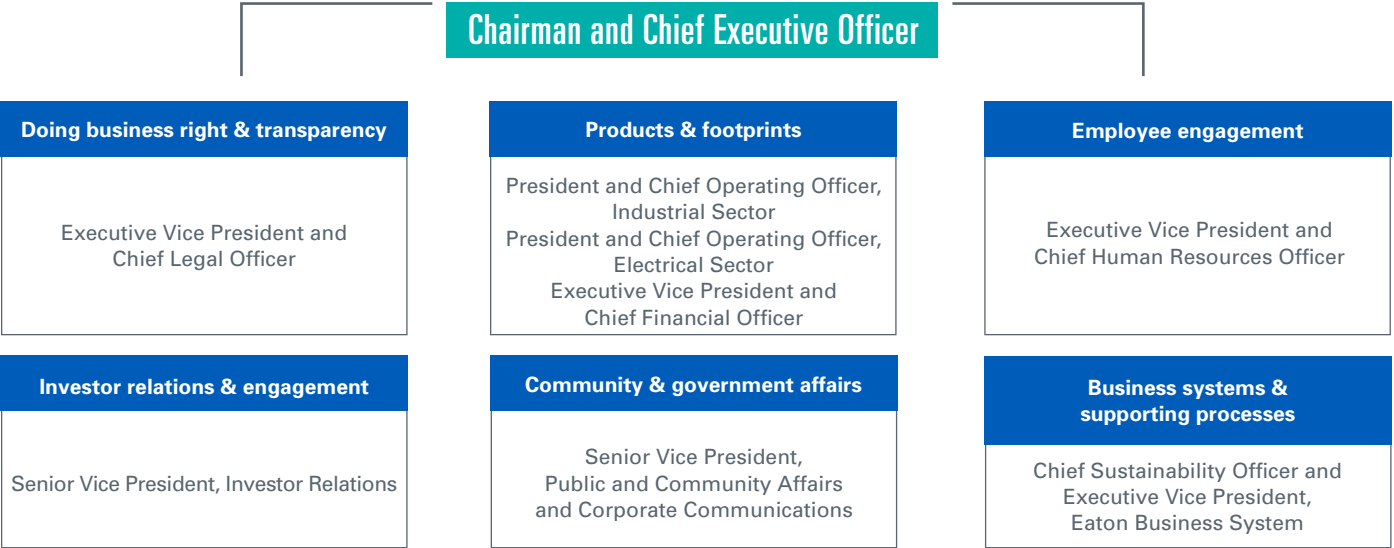 Chairman and Chief Executive Officer
Doing business right & transparency
Executive Vice President and
Chief Legal Officer
Products & footprints
President and Chief Operating Officer,
Industrial Sector
President and Chief Operating Officer,
Electrical Sector
Executive Vice President and
Chief Financial Officer
Employee engagement
Executive Vice President and
Chief Human Resources Officer
Investor relations & engagement
Senior Vice President, Investor Relations
Community & government affairs
Senior Vice President,
Public and Community Affairs
and Corporate Communications
Business systems &
supporting processes
Chief Sustainability Officer and
Executive Vice President,
Eaton Business System